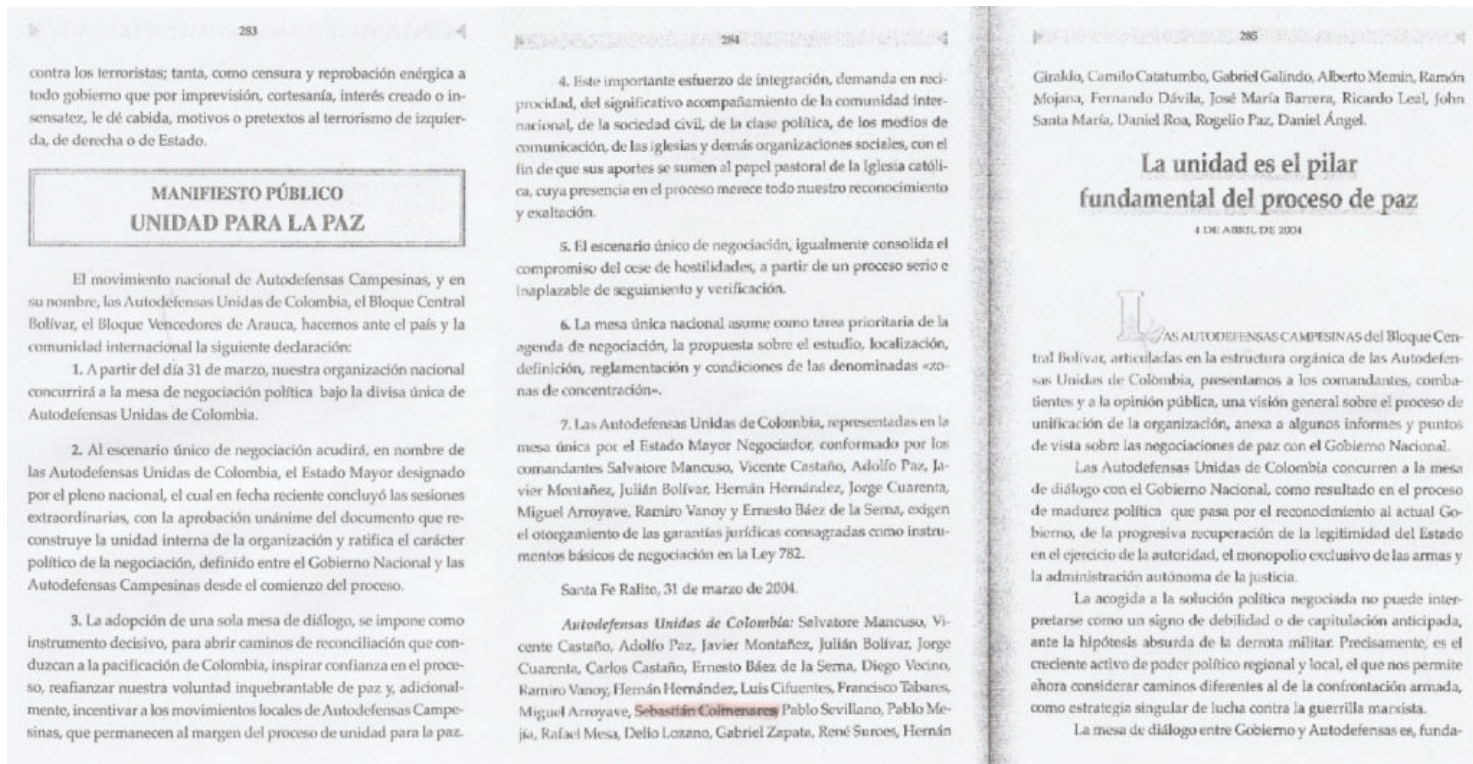 283
contra los terroristas; tanta, como censura y reprobación enérgica a
todo gobierno que por imprevisión, cortesanía, interés creado o in-
sensatez, le dé cabida, motivos o pretextos al terrorismo de izquier-
da, de derecha o de Estado.
MANIFIESTO PÚBLICO
UNIDAD PARA LA PAZ
El movimiento nacional de Autodefensas Campesinas, y en
su nombre, las Autodefensas Unidas de Colombia, el Bloque Central
Bolívar, el Bloque Vencedores de Arauca, hacemos ante el país y la
comunidad internacional la siguiente declaración:
1. A partir del día 31 de marzo, nuestra organización nacional
concurrirá a la mesa de negociación política bajo la divisa única de
Autodefensas Unidas de Colombia.
2. Al escenario único de negociación acudirá, en nombre de
las Autodefensas Unidas de Colombia, el Estado Mayor designado
por el pleno nacional, el cual en fecha reciente concluyó las sesiones
extraordinarias, con la aprobación unánime del documento que re-
construye la unidad interna de la organización y ratifica el carácter
político de la negociación, definido entre el Gobierno Nacional y las
Autodefensas Campesinas desde el comienzo del proceso.
3. La adopción de una sola mesa de diálogo, se impone como
instrumento decisivo, para abrir caminos de reconciliación que con-
duzcan a la pacificación de Colombia, inspirar confianza en el proce-
so, reafianzar nuestra voluntad inquebrantable de paz y, adicional-
mente, incentivar a los movimientos locales de Autodefensas Campe-
sinas, que permanecen al margen del proceso de unidad para la paz.
284
4. Este importante esfuerzo de integración, demanda en reci-
procidad, del significativo acompañamiento de la comunidad inter-
nacional, de la sociedad civil, de la clase política, de los medios de
comunicación, de las iglesias y demás organizaciones sociales, con el
fin de que sus aportes se sumen al papel pastoral de la Iglesia católi-
ca, cuya presencia en el proceso merece todo nuestro reconocimiento
y exaltación.
5. El escenario único de negociación, igualmente consolida el
compromiso del cese de hostilidades, a partir de un proceso serio e
inaplazable de seguimiento y verificación.
6. La mesa única nacional asume como tarea prioritaria de la
agenda de negociación, la propuesta sobre el estudio, localización,
definición, reglamentación y condiciones de las denominadas «zo-
nas de concentración».
7. Las Autodefensas Unidas de Colombia, representadas en la
mesa única por el Estado Mayor Negociador, conformado por los
comandantes Salvatore Mancuso, Vicente Castaño, Adolfo Paz, Ja-
vier Montañez, Julián Bolívar, Hernán Hernández, Jorge Cuarenta,
Miguel Arroyave, Ramiro Vanoy y Ernesto Báez de la Serna, exigen
el otorgamiento de las garantías jurídicas consagradas como instru-
mentos básicos de negociación en la Ley 782.
Santa Fe Ralito, 31 de marzo de 2004.
Autodefensas Unidas de Colombia: Salvatore Mancuso, Vi-
cente Castaño, Adolfo Paz, Javier Montañez, Julián Bolívar, Jorge
Cuarenta, Carlos Castaño, Ernesto Báez de la Serna, Diego Vecino,
Ramiro Vanoy, Hernán Hernández, Luis Cifuentes, Francisco Tabares,
Miguel Arroyave, Sebastián Colmenares, Pablo Sevillano, Pablo Me-
jía, Rafael Mesa, Delio Lozano, Gabriel Zapata, René Suroes, Hernán
285
Giraldo, Camilo Catatumbo, Gabriel Galindo, Alberto Memin, Ramón
Mojana, Fernando Dávila, José María Barrera, Ricardo Leal, John
Santa María, Daniel Roa, Rogelio Paz, Daniel Ángel.
La unidad es el pilar
fundamental del proceso de paz
4 DE ABRIL DE 2004
LAS AUTODEFENSAS CAMPESINAS del Bloque Cen-
tral Bolívar, articuladas en la estructura orgánica de las Autodefen-
sas Unidas de Colombia, presentamos a los comandantes, comba-
tientes y a la opinión pública, una visión general sobre el proceso de
unificación de la organización, anexa a algunos informes y puntos
de vista sobre las negociaciones de paz con el Gobierno Nacional.
Las Autodefensas Unidas de Colombia concurren a la mesa
de diálogo con el Gobierno Nacional, como resultado en el proceso
de madurez política que pasa por el reconocimiento al actual Go-
bierno, de la progresiva recuperación de la legitimidad del Estado
en el ejercicio de la autoridad, el monopolio exclusivo de las armas y
la administración autónoma de la justicia.
La acogida a la solución política negociada no puede inter-
pretarse como un signo de debilidad o de capitulación anticipada,
ante la hipótesis absurda de la derrota militar. Precisamente, es el
creciente activo de poder político regional y local, el que nos permite
ahora considerar caminos diferentes al de la confrontación armada,
como estrategia singular de lucha contra la guerrilla marxista.
La mesa de diálogo entre Gobierno y Autodefensas es, funda-